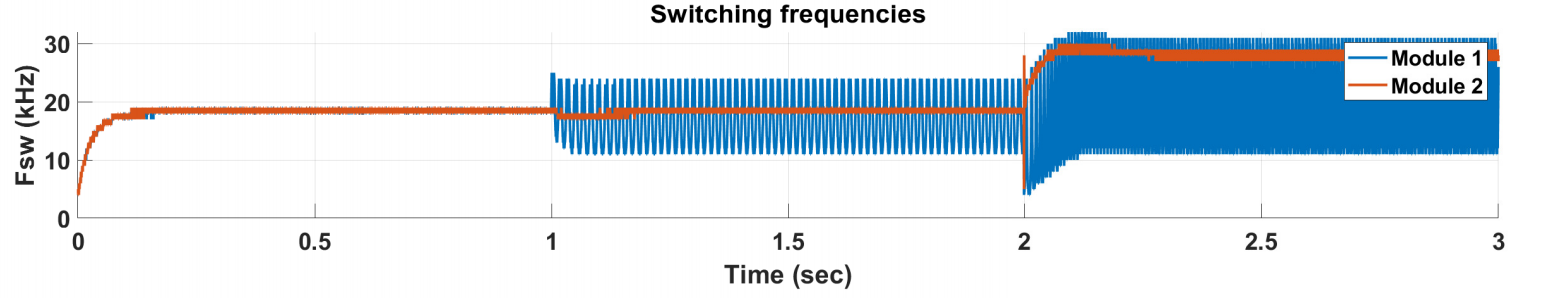 Switching frequencies
Fsw (kHz)
30
20
10
0
Module 1
Module 2
0
0.5
1
1.5
2
2.5
3
Time (sec)